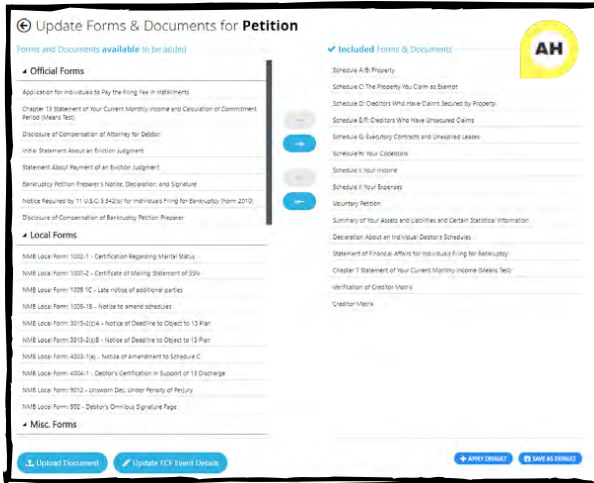 Update Forms & Documents for Petition
AH
Forms and Documents available to be added
Official Forms
Application for Individuals to Pay the Filing Fee in Installments
Chapter 13 Statement of Your Current Monthly Income and Calculation of Commitment
Period (Means Test)
Disclosure of Compensation of Attorney for Debtor
Initial Statement About an Eviction Judgment
Statement About Payment of an Eviction Judgment
Bankruptcy Petition Preparer's Notice, Declaration, and Signature
Notice Required by 11 U.S.C. § 342(b) for Individuals Filing for Bankruptcy (Form 2010)
Disclosure of Compensation of Bankruptcy Petition Preparer
Local Forms
NMB Local Form: 1002-1 - Certification Regarding Marital Status
NMB Local Form: 1007-2 - Certificate of Mailing Statement of SSN
NMB Local Form: 1009-1C - Late notice of additional parties
NMB Local Form: 1009-1B - Notice to amend schedules
NMB Local Form: 3015-2(c)A - Notice of Deadline to Object to 13 Plan
NMB Local Form: 3015-2(c)B - Notice of Deadline to Object to 13 Plan
NMB Local Form: 4003-1(e) - Notice of Amendment to Schedule C
NMB Local Form: 4004-1 - Debtor's Certification in Support of 13 Discharge
NMB Local Form: 9012 - Unsworn Dec. Under Penalty of Perjury
NMB Local Form: 902 - Debtor's Omnibus Signature Page
Misc. Forms
Upload Document
Update ECF Event Details
Included Forms & Documents
Schedule A/B: Property
Schedule C: The Property You Claim as Exempt
Schedule D: Creditors Who Have Claims Secured by Property
Schedule E/F: Creditors Who Have Unsecured Claims
Schedule G: Executory Contracts and Unexpired Leases
Schedule H: Your Codebtors
Schedule I: Your Income
Schedule J: Your Expenses
Voluntary Petition
Summary of Your Assets and Liabilities and Certain Statistical Information
Declaration About an Individual Debtor's Schedules
Statement of Financial Affairs for Individuals Filing for Bankruptcy
Chapter 7 Statement of Your Current Monthly Income (Means Test)
Verification of Creditor Matrix
Creditor Matrix
APPLY DEFAULT
SAVE AS DEFAULT